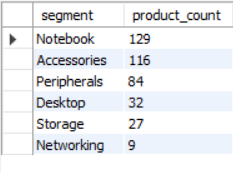 segment product_count
Notebook 129
Accessories 116
Peripherals 84
Desktop 32
Storage 27
Networking 9